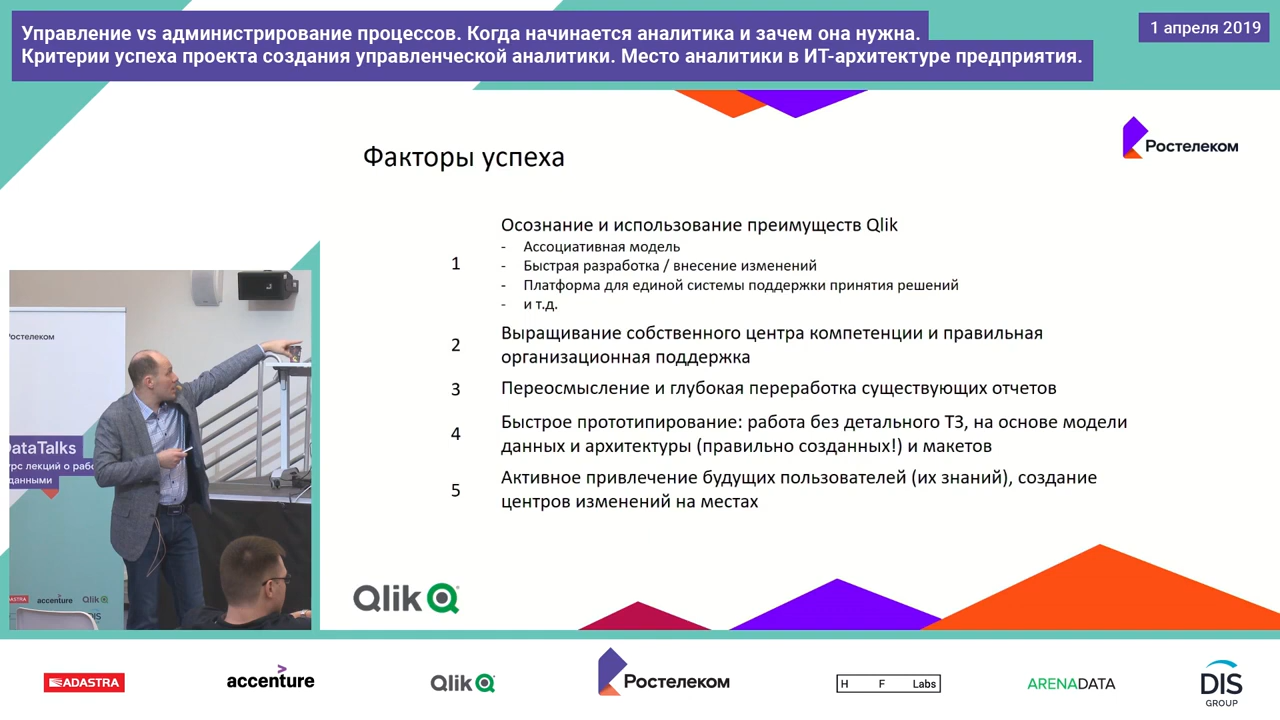 Управление vs администрирование процессов. Когда начинается аналитика и зачем она нужна.
Критерии успеха проекта создания управленческой аналитики. Место аналитики в ИТ-архитектуре предприятия.
1 апреля 2019
Ростелеком
Факторы успеха
1
Осознание и использование преимуществ Qlik
- Ассоциативная модель
- Быстрая разработка / внесение изменений
- Платформа для единой системы поддержки принятия решений
- и т.д.
2
Выращивание собственного центра компетенции и правильная
организационная поддержка
3
Переосмысление и глубокая переработка существующих отчетов
4
Быстрое прототипирование: работа без детального ТЗ, на основе модели
данных и архитектуры (правильно созданных!) и макетов
5
Активное привлечение будущих пользователей (их знаний), создание
центров изменений на местах
Qlik
остелеком
DataTalks
урс лекций о рабо
данными
ASTRA
accenture
Qlik
DIS
ADASTRA
accenture
Qlik
Ростелеком
H F Labs
ARENADATA
DIS
GROUP